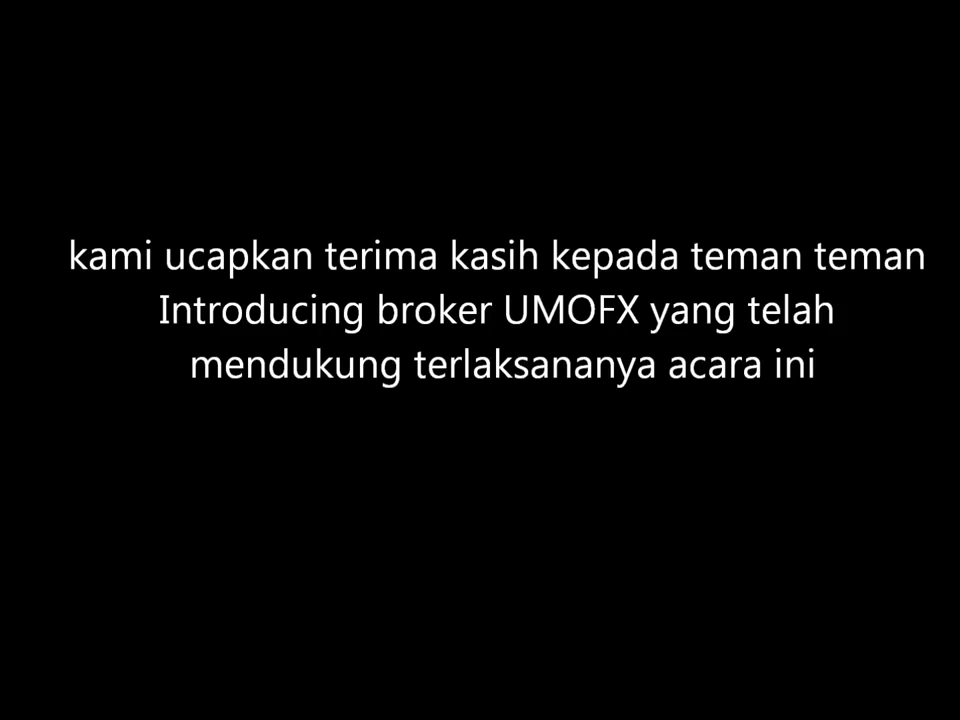 kami ucapkan terima kasih kepada teman teman
Introducing broker UMOFX yang telah
mendukung terlaksananya acara ini